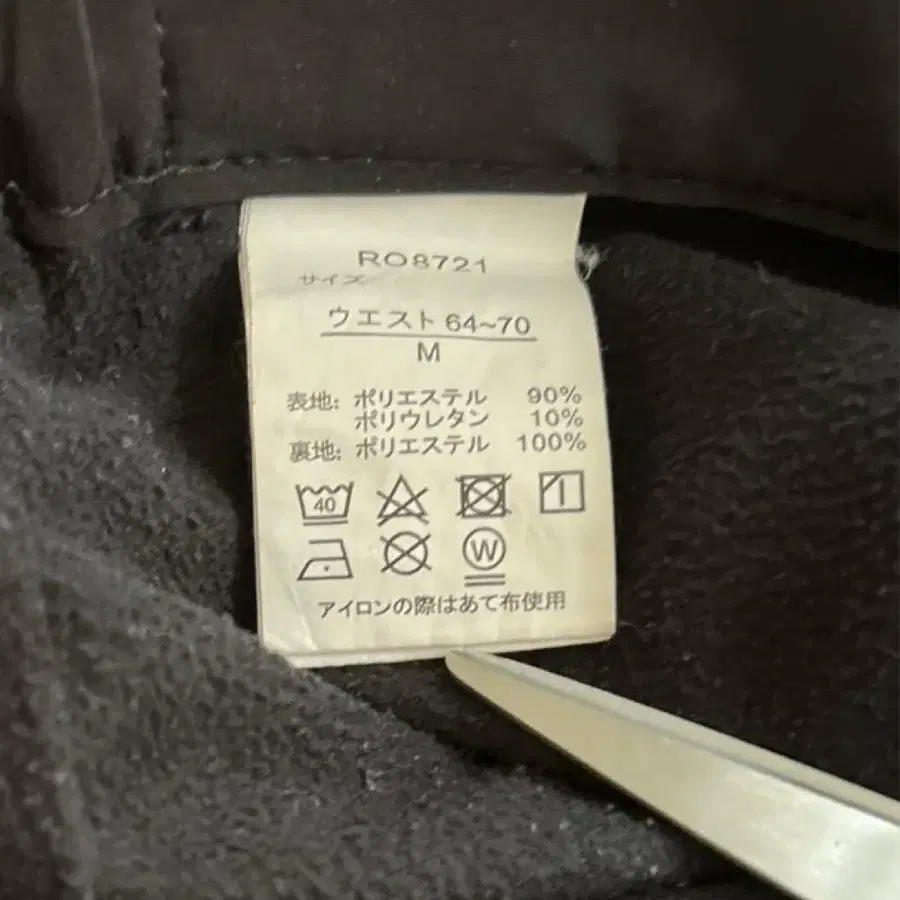 RO8721
サイズ
ウエスト 64~70
M
表地: ポリエステル 90%
ポリウレタン 10%
裏地: ポリエステル 100%
40
W
アイロンの際はあて布使用